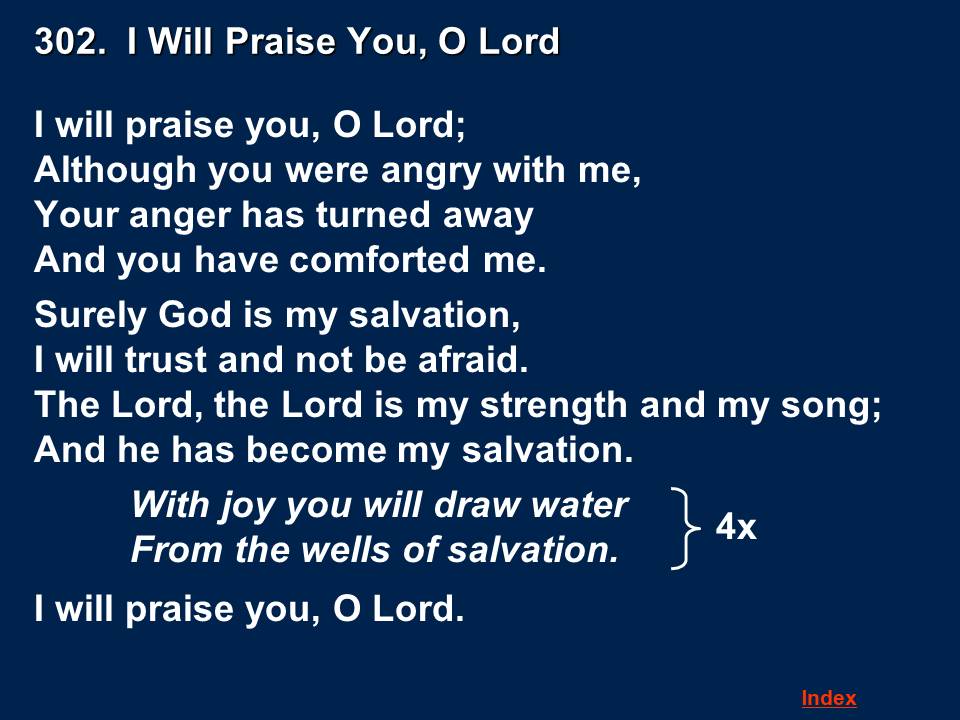 302.  I Will Praise You, O Lord
I will praise you, O Lord;
Although you were angry with me,
Your anger has turned away
And you have comforted me.
Surely God is my salvation,
I will trust and not be afraid.
The Lord, the Lord is my strength and my song;
And he has become my salvation.
With joy you will draw water
From the wells of salvation.
4x
I will praise you, O Lord.
Index